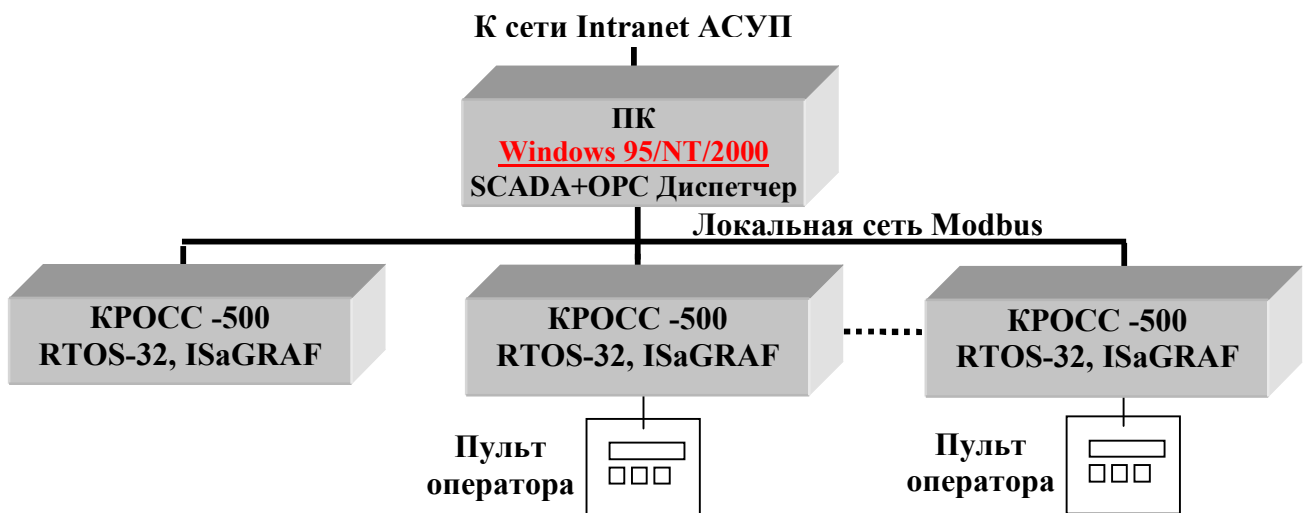 К сети Intranet АСУП
ПК
Windows 95/NT/2000
SCADA+OPC Диспетчер
Локальная сеть Modbus
КРОСС -500
RTOS-32, ISaGRAF
КРОСС -500
RTOS-32, ISaGRAF
КРОСС -500
RTOS-32, ISaGRAF
Пульт
оператора
Пульт
оператора